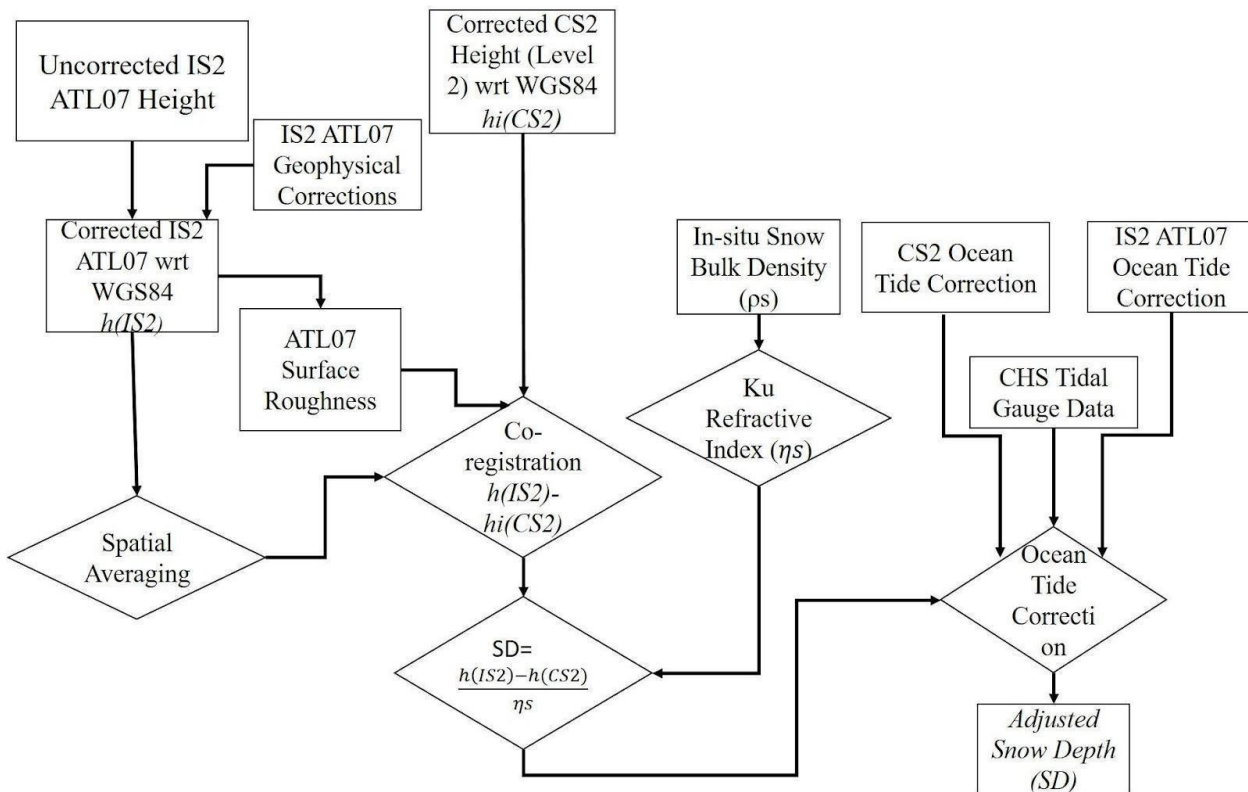 Uncorrected IS2
ATL07 Height
Corrected CS2
Height (Level
2) wrt WGS84
hi(CS2)
IS2 ATL07
Geophysical
Corrections
Corrected IS2
ATL07 wrt
WGS84
h(IS2)
ATL07
Surface
Roughness
In-situ Snow
Bulk Density
(ρs)
CS2 Ocean
Tide Correction
IS2 ATL07
Ocean Tide
Correction
CHS Tidal
Gauge Data
Ku
Refractive
Index (ηs)
Co-
registration
h(IS2)-
hi(CS2)
Spatial
Averaging
SD=
h(IS2)−h(CS2)
ηs
Ocean
Tide
Correcti
on
Adjusted
Snow Depth
(SD)